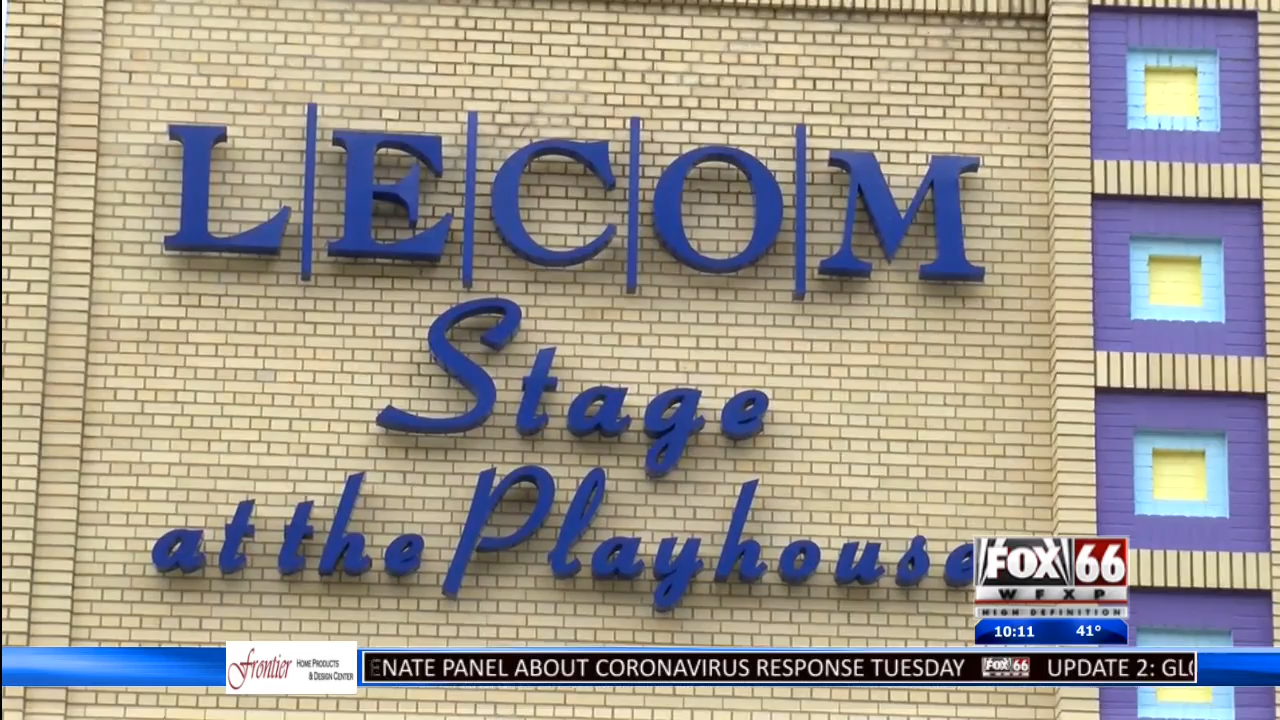 L|E|C|O|M
Stage
at the Playhouse
FOX 66
WFXP
HIGH DEFINITION
10:11 41°
Frontier HOME PRODUCTS
& DESIGN CENTER
ENATE PANEL ABOUT CORONAVIRUS RESPONSE TUESDAY FOX 66 UPDATE 2: GLO